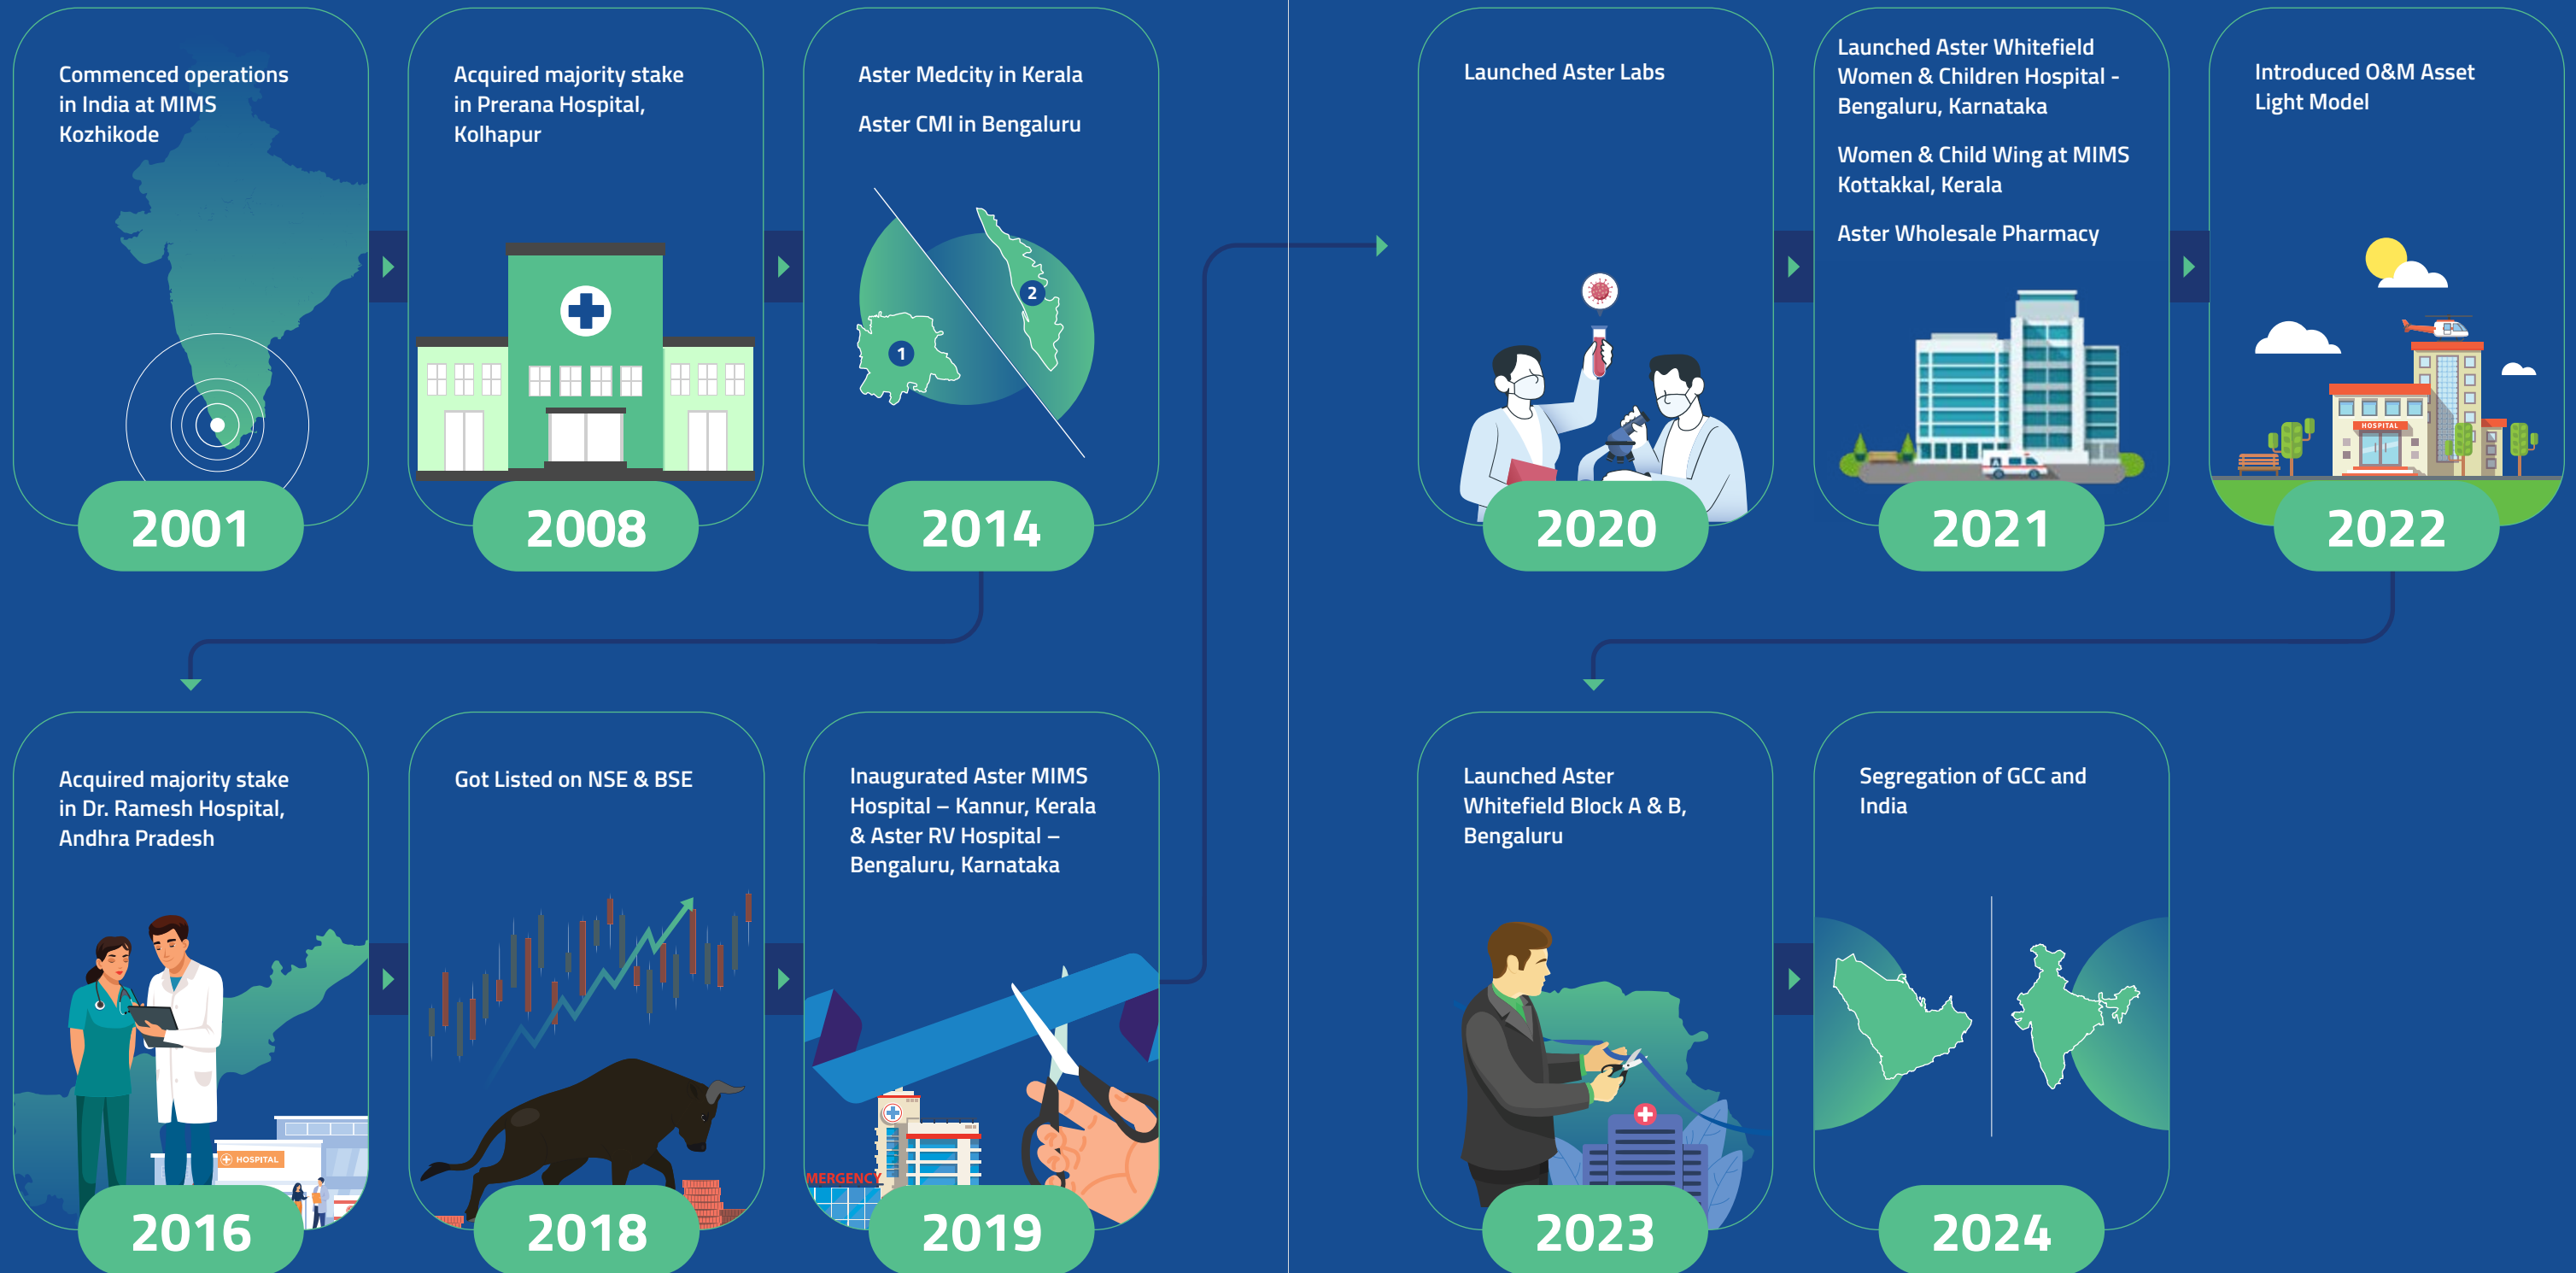 Commenced operations
in India at MIMS
Kozhikode
2001
Acquired majority stake
in Prerana Hospital,
Kolhapur
2008
Aster Medcity in Kerala
Aster CMI in Bengaluru
1
2
2014
Acquired majority stake
in Dr. Ramesh Hospital,
Andhra Pradesh
HOSPITAL
2016
Got Listed on NSE & BSE
2018
Inaugurated Aster MIMS
Hospital – Kannur, Kerala
& Aster RV Hospital –
Bengaluru, Karnataka
MERGENCY
2019
Launched Aster Labs
2020
Launched Aster Whitefield
Women & Children Hospital -
Bengaluru, Karnataka
Women & Child Wing at MIMS
Kottakkal, Kerala
Aster Wholesale Pharmacy
2021
Introduced O&M Asset
Light Model
HOSPITAL
2022
Launched Aster
Whitefield Block A & B,
Bengaluru
2023
Segregation of GCC and
India
2024